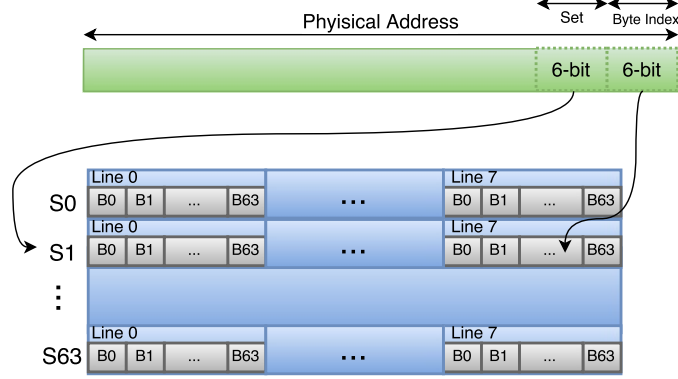 Set
Byte Index
Phyisical Address
6-bit 6-bit
Line 0 Line 7
S0 B0 B1 ... B63 ... B0 B1 ... B63
Line 0 Line 7
S1 B0 B1 ... B63 ... B0 B1 ... B63
...
Line 0 Line 7
S63 B0 B1 ... B63 ... B0 B1 ... B63